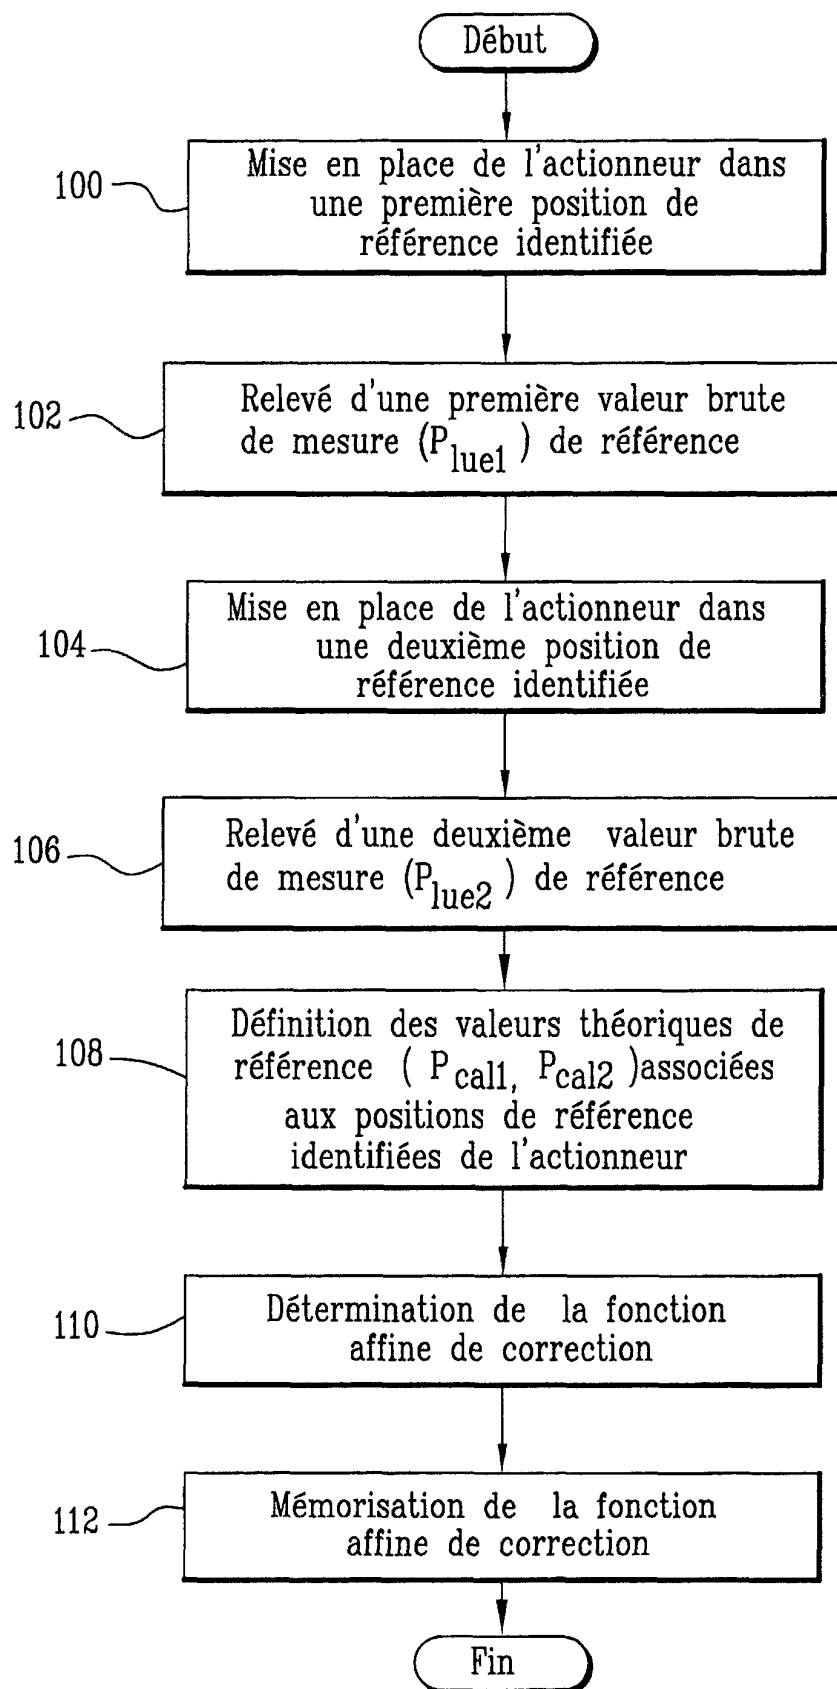 Début
100
Mise en place de l'actionneur dans
une première position de
référence identifiée
102
Relevé d'une première valeur brute
de mesure (Plue1 ) de référence
104
Mise en place de l'actionneur dans
une deuxième position de
référence identifiée
106
Relevé d'une deuxième valeur brute
de mesure (Plue2 ) de référence
108
Définition des valeurs théoriques de
référence ( Pcal1, Pcal2 )associées
aux positions de référence
identifiées de l'actionneur
110
Détermination de la fonction
affine de correction
112
Mémorisation de la fonction
affine de correction
Fin